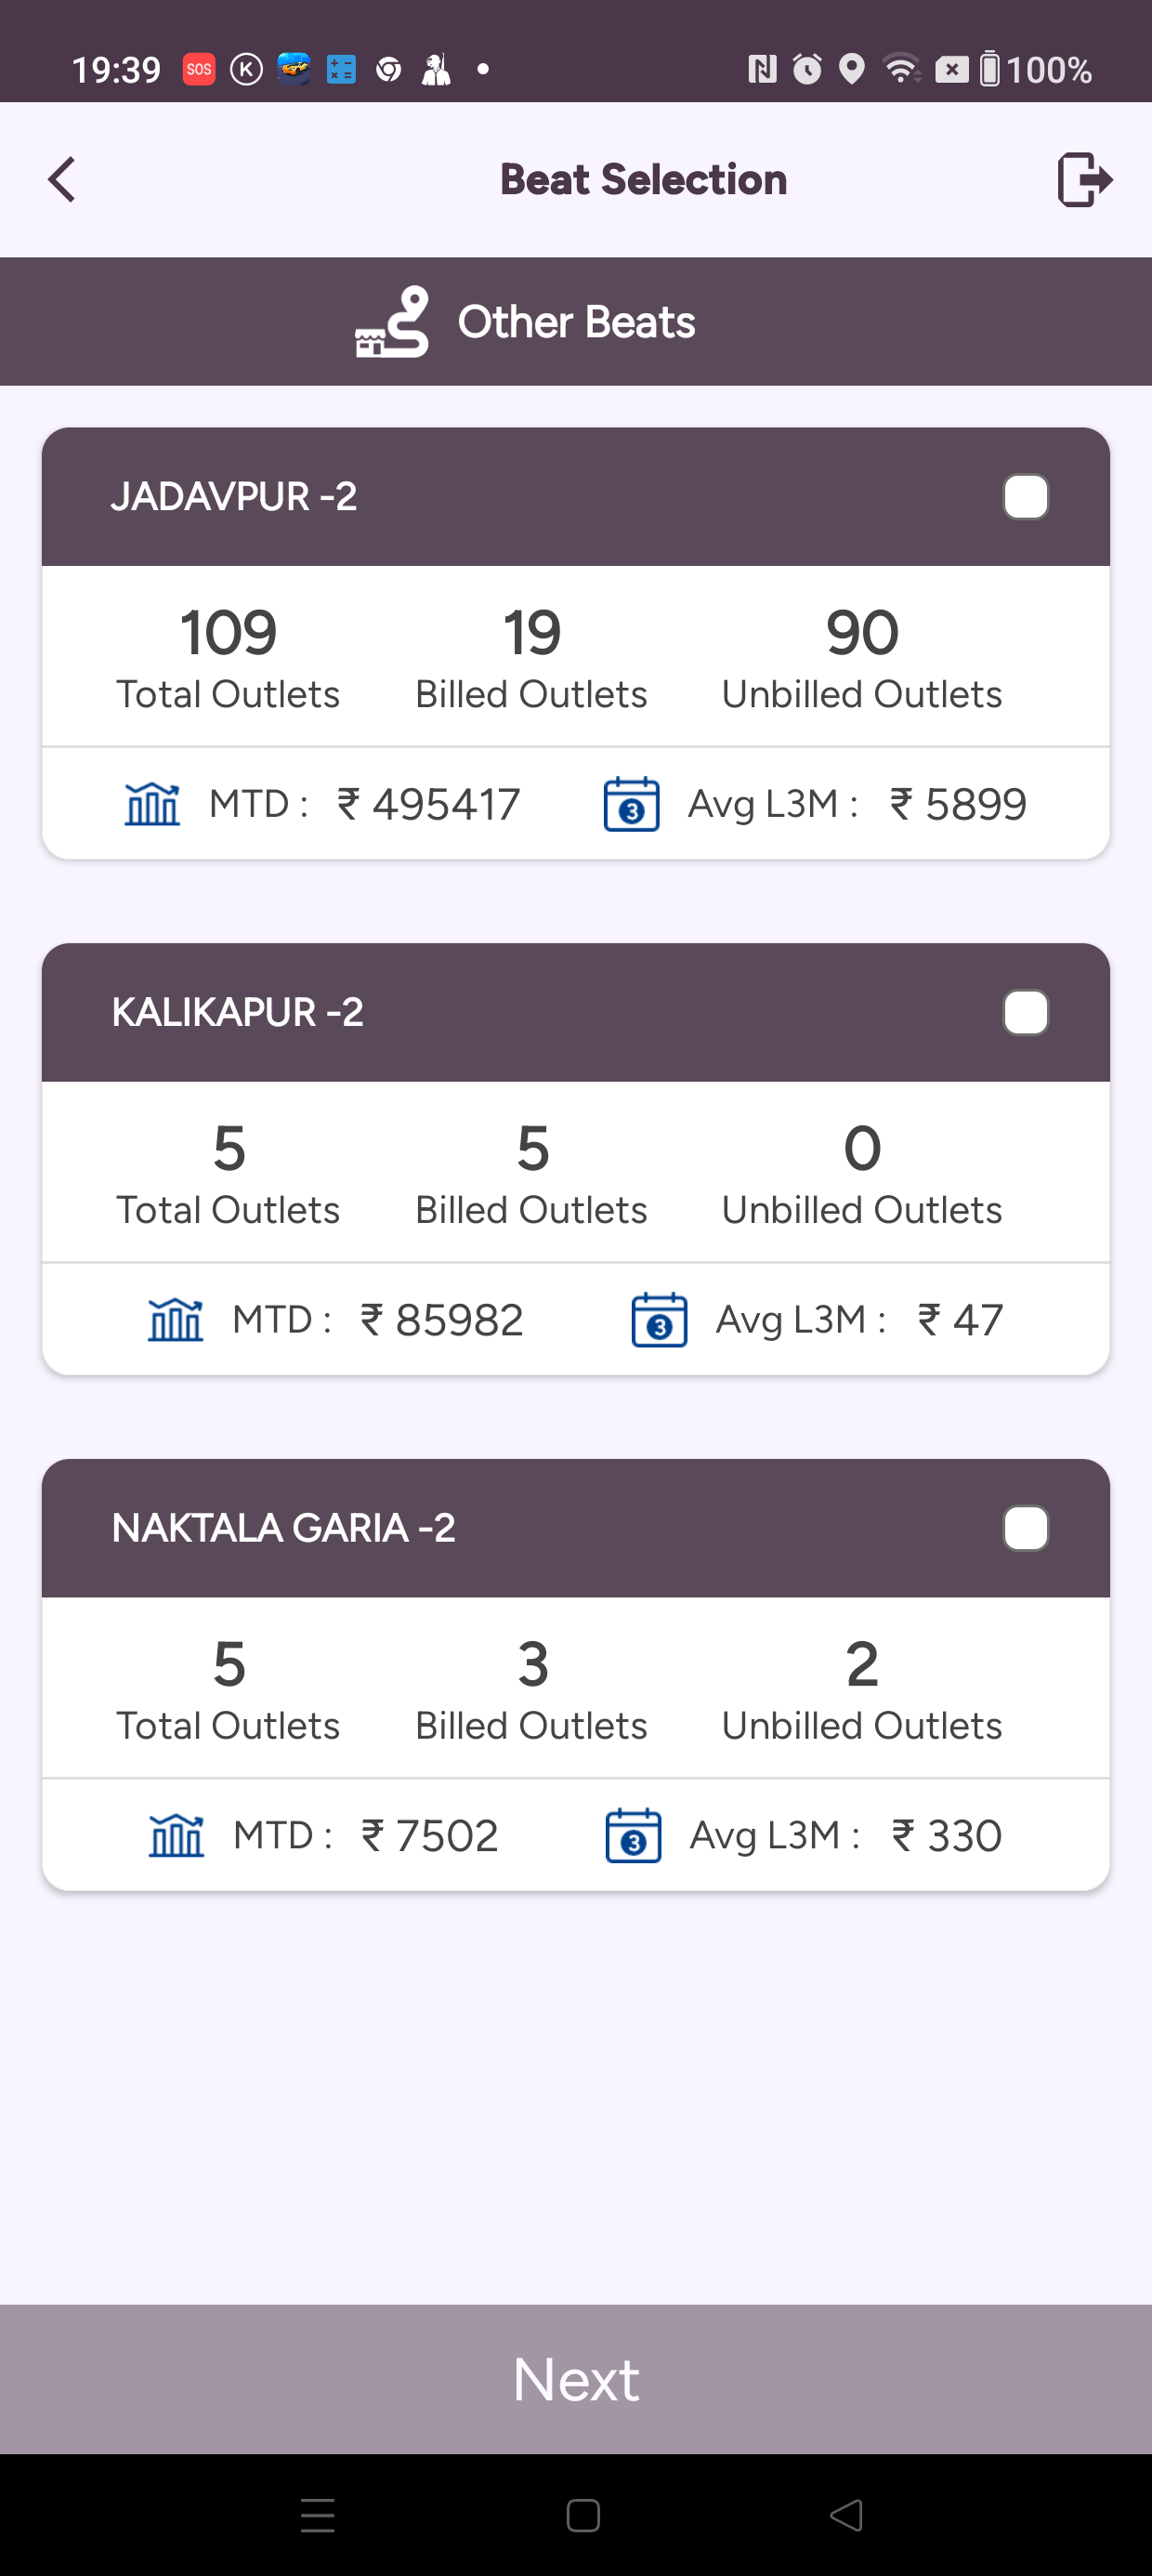 19:39 SOS K 100%
Beat Selection
Other Beats
JADAVPUR -2
109 19 90
Total Outlets Billed Outlets Unbilled Outlets
MTD : ₹ 495417 3 Avg L3M : ₹ 5899
KALIKAPUR -2
5 5 0
Total Outlets Billed Outlets Unbilled Outlets
MTD : ₹ 85982 3 Avg L3M : ₹ 47
NAKTALA GARIA -2
5 3 2
Total Outlets Billed Outlets Unbilled Outlets
MTD : ₹ 7502 3 Avg L3M : ₹ 330
Next